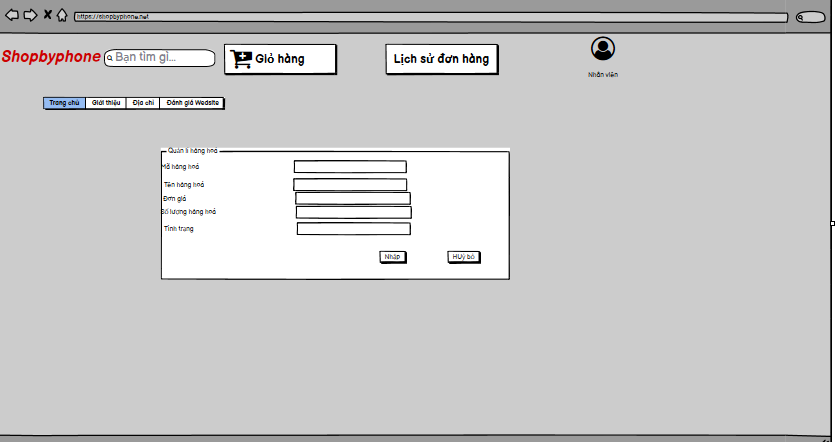 https://shopbyphone.net
Shopbyphone
Bạn tìm gì...
Giỏ hàng
Lịch sử đơn hàng
Nhân viên
Trang chủ
Giới thiệu
Địa chỉ
Đánh giá Wedsite
Quản lí hàng hoá
Mã hàng hoá
Tên hàng hoá
Đơn giá
Số lượng hàng hoá
Tình trạng
Nhập
HUỷ bỏ